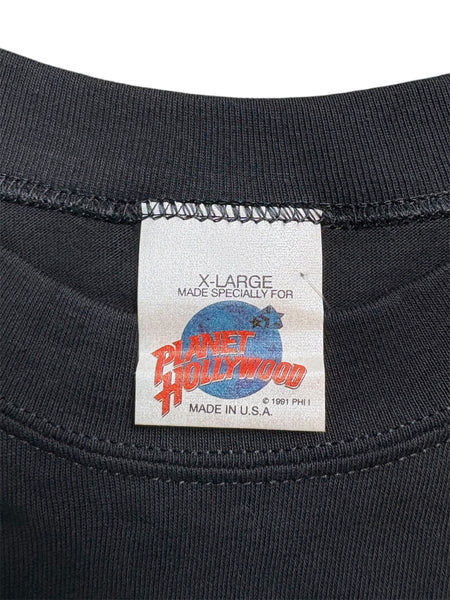 X-LARGE
MADE SPECIALLY FOR
PLANET
HOLLYWOOD
© 1991 PHI I
MADE IN U.S.A.